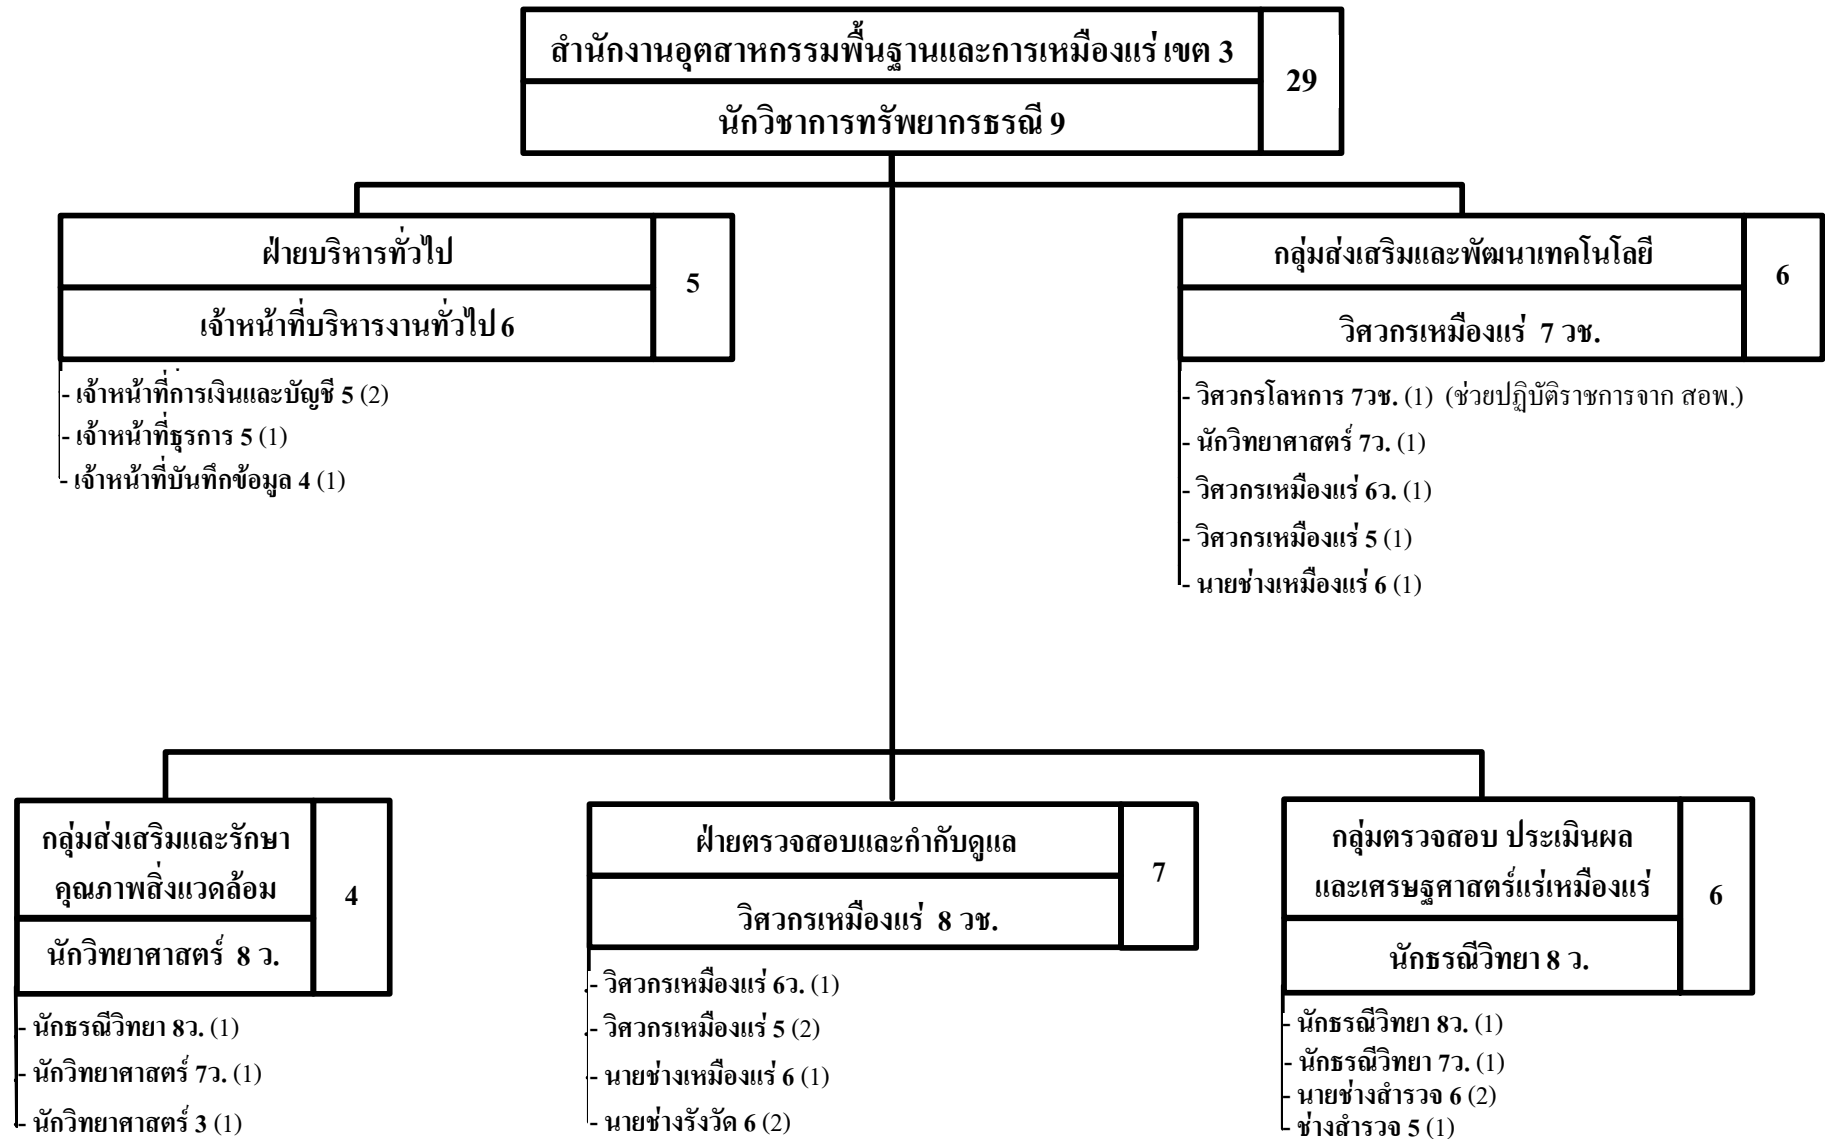 สำนักงานอุตสาหกรรมพื้นฐานและการเหมืองแร่ เขต 3
29
นักวิชาการทรัพยากรธรณี 9
ฝ่ายบริหารทั่วไป
5
เจ้าหน้าที่บริหารงานทั่วไป 6
- เจ้าหน้าที่การเงินและบัญชี 5 (2)
- เจ้าหน้าที่ธุรการ 5 (1)
- เจ้าหน้าที่บันทึกข้อมูล 4 (1)
กลุ่มส่งเสริมและพัฒนาเทคโนโลยี
6
วิศวกรเหมืองแร่ 7 วช.
- วิศวกรโลหการ 7วช. (1) (ช่วยปฏิบัติราชการจาก สอพ.)
- นักวิทยาศาสตร์ 7ว. (1)
- วิศวกรเหมืองแร่ 6ว. (1)
- วิศวกรเหมืองแร่ 5 (1)
- นายช่างเหมืองแร่ 6 (1)
กลุ่มส่งเสริมและรักษา
คุณภาพสิ่งแวดล้อม
4
นักวิทยาศาสตร์ 8 ว.
- นักธรณีวิทยา 8ว. (1)
- นักวิทยาศาสตร์ 7ว. (1)
- นักวิทยาศาสตร์ 3 (1)
ฝ่ายตรวจสอบและกำกับดูแล
7
วิศวกรเหมืองแร่ 8 วช.
- วิศวกรเหมืองแร่ 6ว. (1)
- วิศวกรเหมืองแร่ 5 (2)
- นายช่างเหมืองแร่ 6 (1)
- นายช่างรังวัด 6 (2)
กลุ่มตรวจสอบ ประเมินผล
และเศรษฐศาสตร์แร่เหมืองแร่
6
นักธรณีวิทยา 8 ว.
- นักธรณีวิทยา 8ว. (1)
- นักธรณีวิทยา 7ว. (1)
- นายช่างสำรวจ 6 (2)
- ช่างสำรวจ 5 (1)